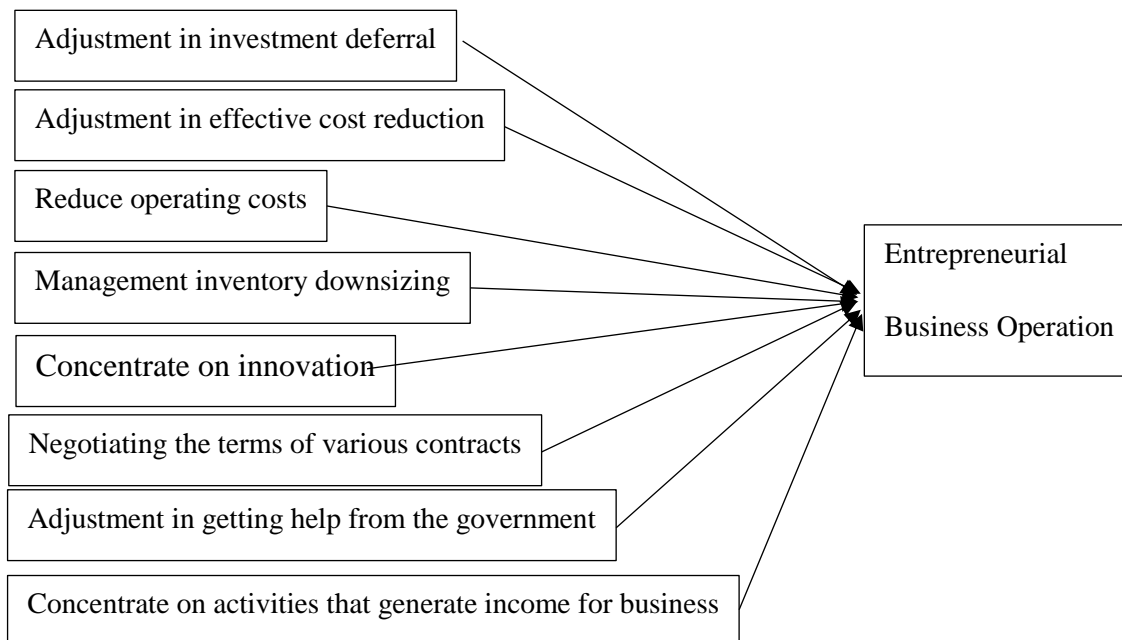 Adjustment in investment deferral
Adjustment in effective cost reduction
Reduce operating costs
Management inventory downsizing
Concentrate on innovation
Negotiating the terms of various contracts
Adjustment in getting help from the government
Concentrate on activities that generate income for business
Entrepreneurial
Business Operation